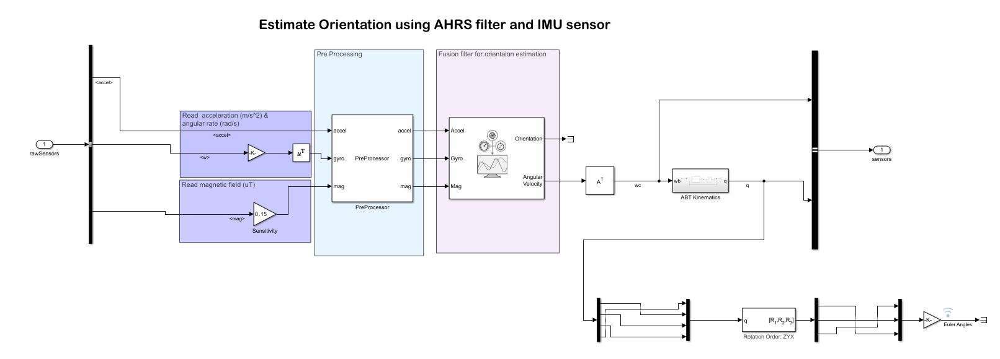 Estimate Orientation using AHRS filter and IMU sensor
Pre Processing
Fusion filter for orientaion estimation
<accel>
Read  acceleration (m/s^2) &
angular rate (rad/s)
<accel>
accel
accel
Accel
Orientation
1
rawSensors
-K-
<w>
uT
gyro
PreProcessor
gyro
Gyro
1
sensors
Read magnetic field (uT)
mag
mag
Mag
Angular
Velocity
AT
wc
wb
q
q
ABT Kinematics
PreProcessor
<mag>
0.15
Sensitivity
q
[R1,R2,R3]
Rotation Order: ZYX
-K-
Euler Angles